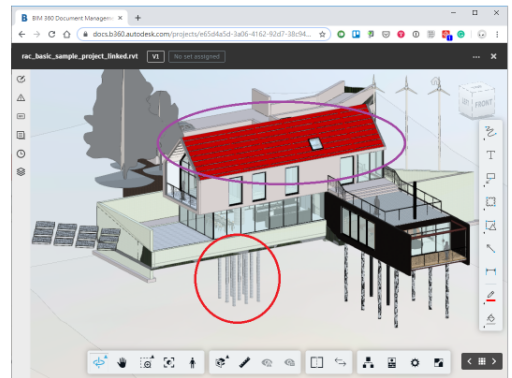 BIM 360 Document Managem
docs.b360.autodesk.com/projects/e65d4a5d-3a06-4162-92d7-38c94...
rac_basic_sample_project_linked.rvt V1 No set assigned
FRONT
T